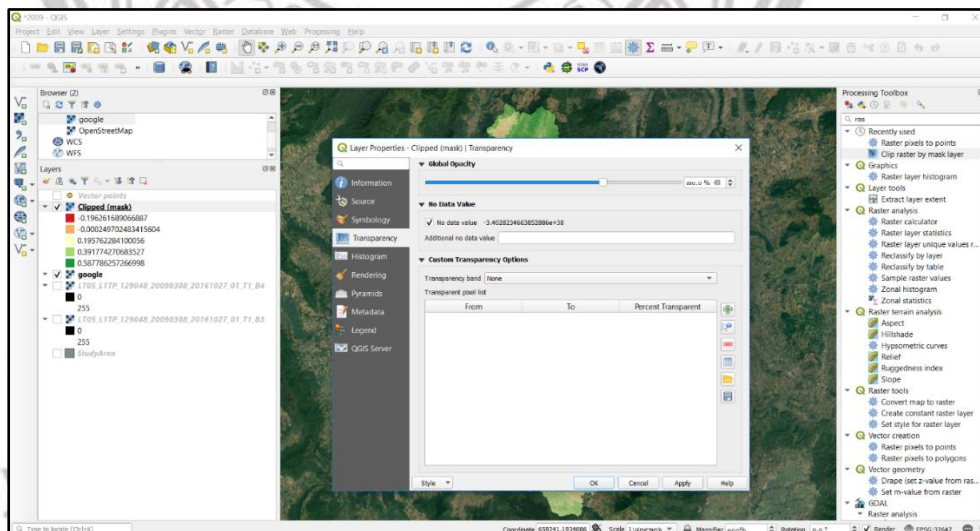 *2009 - QGIS
Project Edit View Layer Settings Plugins Vector Raster Database Web Processing Help
Browser (2)
google
OpenStreetMap
WCS
WFS
Layers
Vector points
Clipped (mask)
-0.196261689066887
-0.000249702483415604
0.195762284100056
0.391774270683527
0.587786257266998
google
LT05_L1TP_129048_20090308_20161027_01_T1_B4
0
255
LT05_L1TP_129048_20090308_20161027_01_T1_B3
0
255
StudyArea
Layer Properties - Clipped (mask) | Transparency
Information
Source
Symbology
Transparency
Histogram
Rendering
Pyramids
Metadata
Legend
QGIS Server
Global Opacity
No Data Value
No data value -3.4028234663852886e+38
Additional no data value
Custom Transparency Options
Transparency band None
Transparent pixel list
From To Percent Transparent
Style OK Cancel Apply Help
Processing Toolbox
ras
Recently used
Raster pixels to points
Clip raster by mask layer
Graphics
Raster layer histogram
Layer tools
Extract layer extent
Raster analysis
Raster calculator
Raster layer statistics
Raster layer unique values r...
Reclassify by layer
Reclassify by table
Sample raster values
Zonal histogram
Zonal statistics
Raster terrain analysis
Aspect
Hillshade
Hypsometric curves
Relief
Ruggedness index
Slope
Raster tools
Convert map to raster
Create constant raster layer
Set style for raster layer
Vector creation
Raster pixels to points
Raster pixels to polygons
Vector geometry
Drape (set z-value from ras...
Set m-value from raster
GDAL
Raster analysis
Type to locate (Ctrl+K)
Coordinate 659241,1934686 Scale Magnifier Rotation Render EPSG:32647